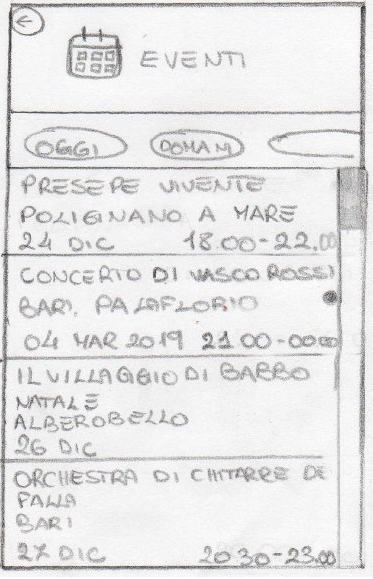 EVENTI
OGGI DOMANI
PRESEPE VIVENTE
POLIGNANO A MARE
24 DIC 18.00-22.00
CONCERTO DI VASCO ROSSI
BARI. PALAFLORIO
04 MAR 2019 21 00-00 00
IL VILLAGGIO DI BABBO
NATALE
ALBEROBELLO
26 DIC
ORCHESTRA DI CHITARRE DE
FALLA
BARI
27 DIC 20 30-23.00